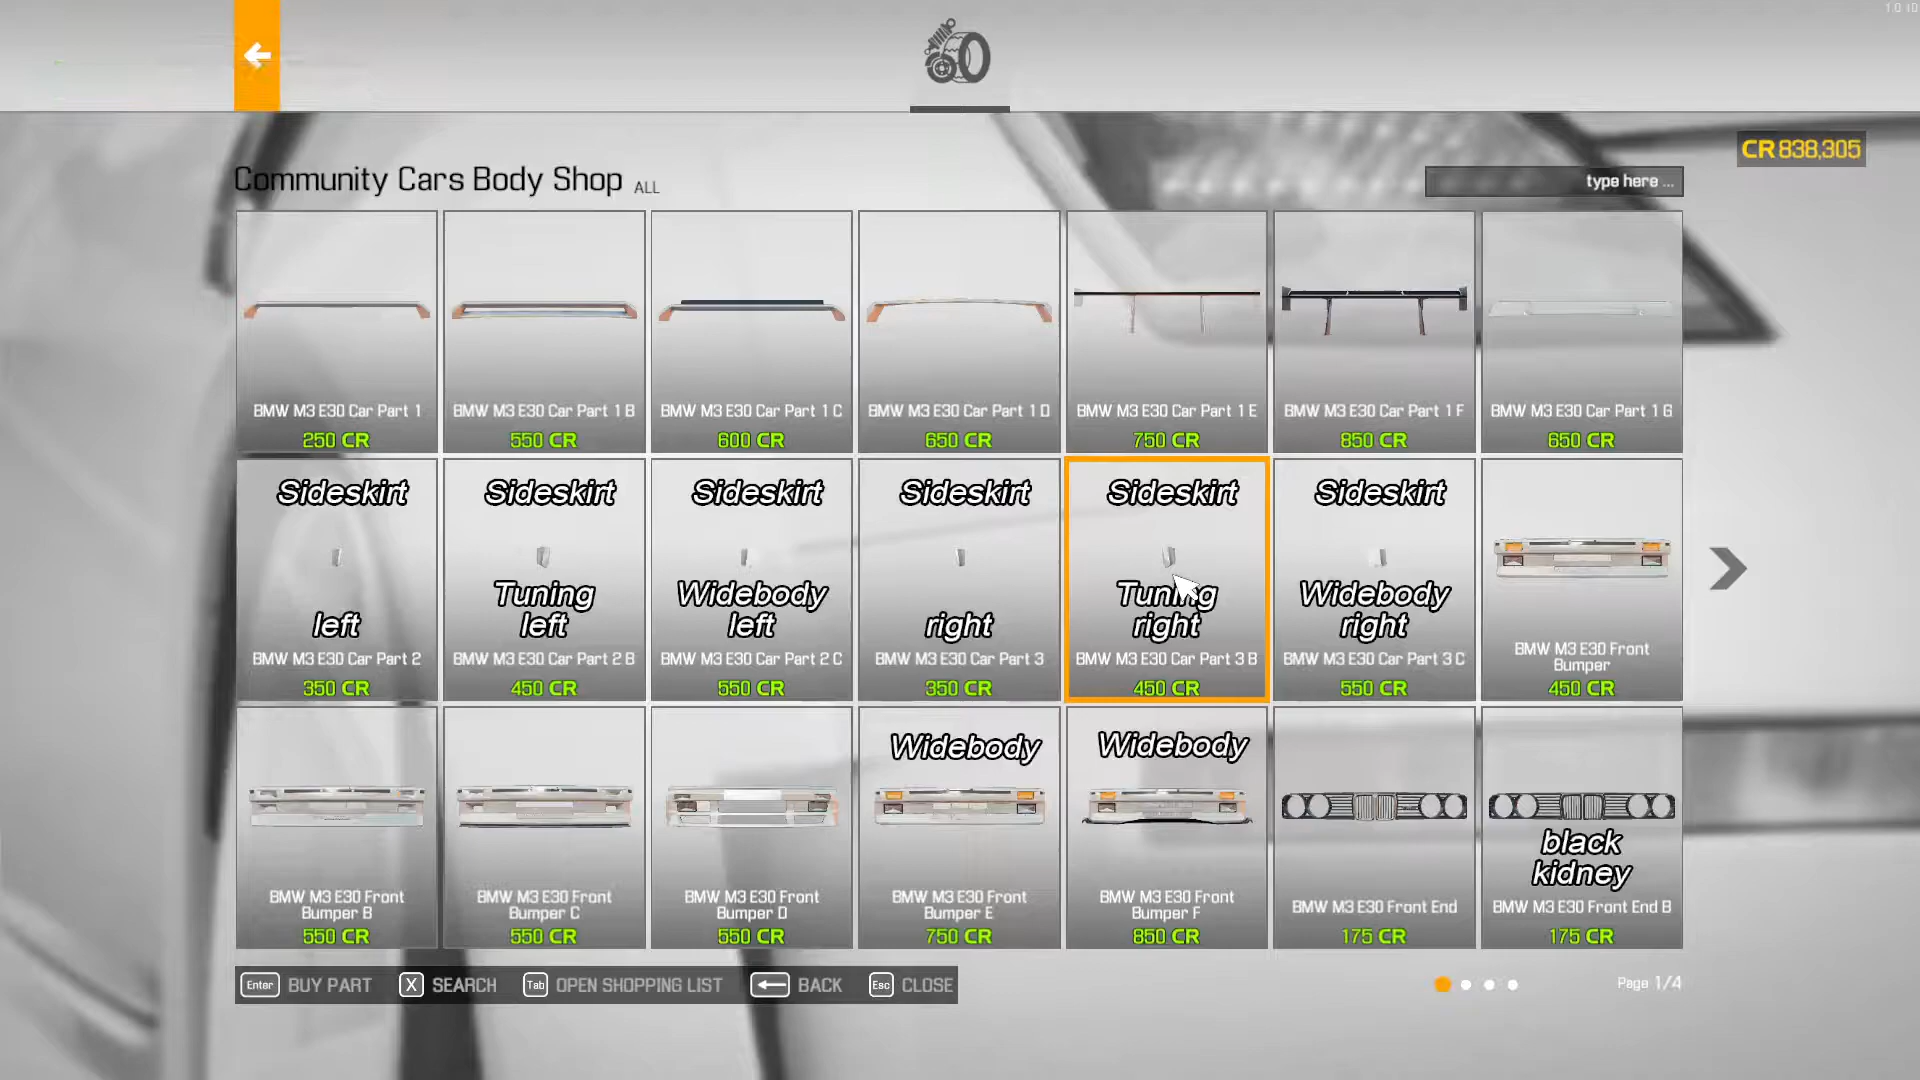 1.0.10
CR 838,305
Community Cars Body Shop ALL
type here ...
BMW M3 E30 Car Part 1
250 CR
BMW M3 E30 Car Part 1 B
550 CR
BMW M3 E30 Car Part 1 C
600 CR
BMW M3 E30 Car Part 1 D
650 CR
BMW M3 E30 Car Part 1 E
750 CR
BMW M3 E30 Car Part 1 F
850 CR
BMW M3 E30 Car Part 1 G
650 CR
Sideskirt
left
BMW M3 E30 Car Part 2
350 CR
Sideskirt
Tuning
left
BMW M3 E30 Car Part 2 B
450 CR
Sideskirt
Widebody
left
BMW M3 E30 Car Part 2 C
550 CR
Sideskirt
right
BMW M3 E30 Car Part 3
350 CR
Sideskirt
Tuning
right
BMW M3 E30 Car Part 3 B
450 CR
Sideskirt
Widebody
right
BMW M3 E30 Car Part 3 C
550 CR
BMW M3 E30 Front
Bumper
450 CR
BMW M3 E30 Front
Bumper B
550 CR
BMW M3 E30 Front
Bumper C
550 CR
BMW M3 E30 Front
Bumper D
550 CR
Widebody
BMW M3 E30 Front
Bumper E
750 CR
Widebody
BMW M3 E30 Front
Bumper F
850 CR
BMW M3 E30 Front End
175 CR
black
kidney
BMW M3 E30 Front End B
175 CR
Enter BUY PART X SEARCH Tab OPEN SHOPPING LIST BACK Esc CLOSE
Page 1/4